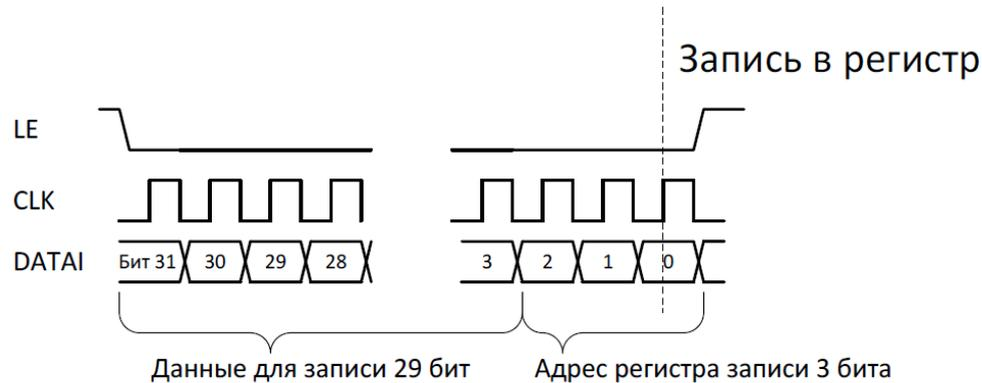 Запись в регистр
LE
CLK
DATAI
Бит 31 30 29 28 3 2 1 0
Данные для записи 29 бит
Адрес регистра записи 3 бита